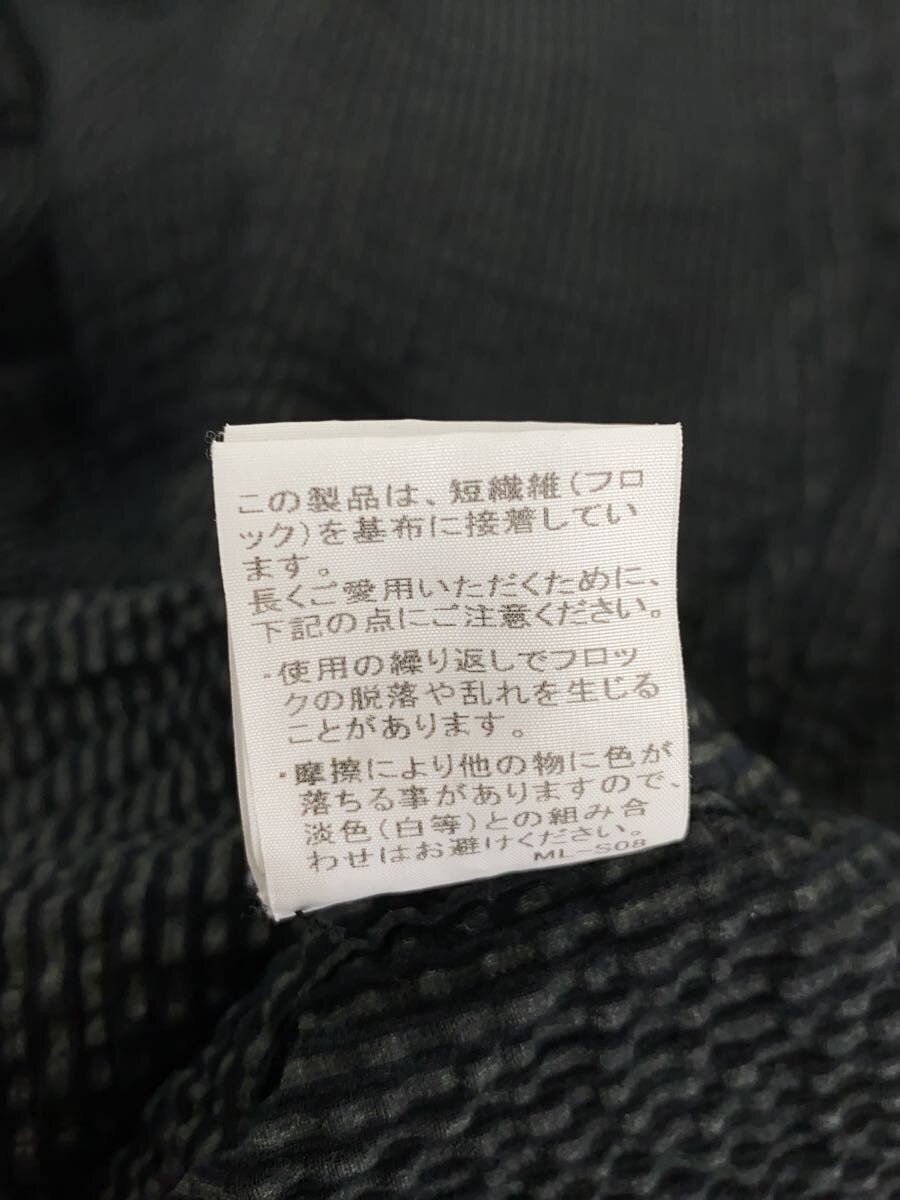 この製品は、短繊維(フロ
ック)を基布に接着してい
ます。
長くご愛用いただくために、
下記の点にご注意ください。
・使用の繰り返しでフロッ
クの脱落や乱れを生じる
ことがあります。
・摩擦により他の物に色が
落ちる事がありますので、
淡色(白等)との組み合
わせはお避けください。
ML-S08